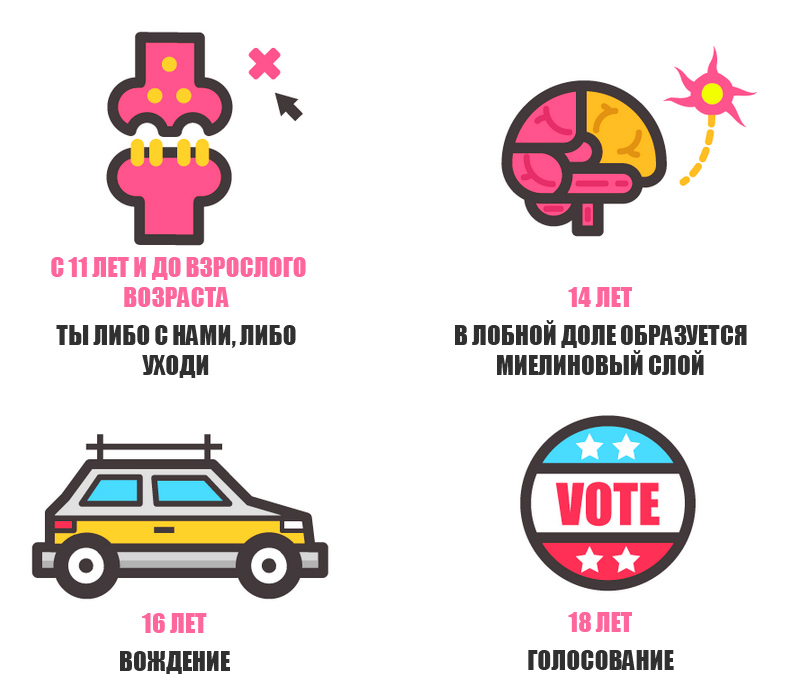 С 11 ЛЕТ И ДО ВЗРОСЛОГО
ВОЗРАСТА
ТЫ ЛИБО С НАМИ, ЛИБО
УХОДИ
14 ЛЕТ
В ЛОБНОЙ ДОЛЕ ОБРАЗУЕТСЯ
МИЕЛИНОВЫЙ СЛОЙ
16 ЛЕТ
ВОЖДЕНИЕ
VOTE
18 ЛЕТ
ГОЛОСОВАНИЕ